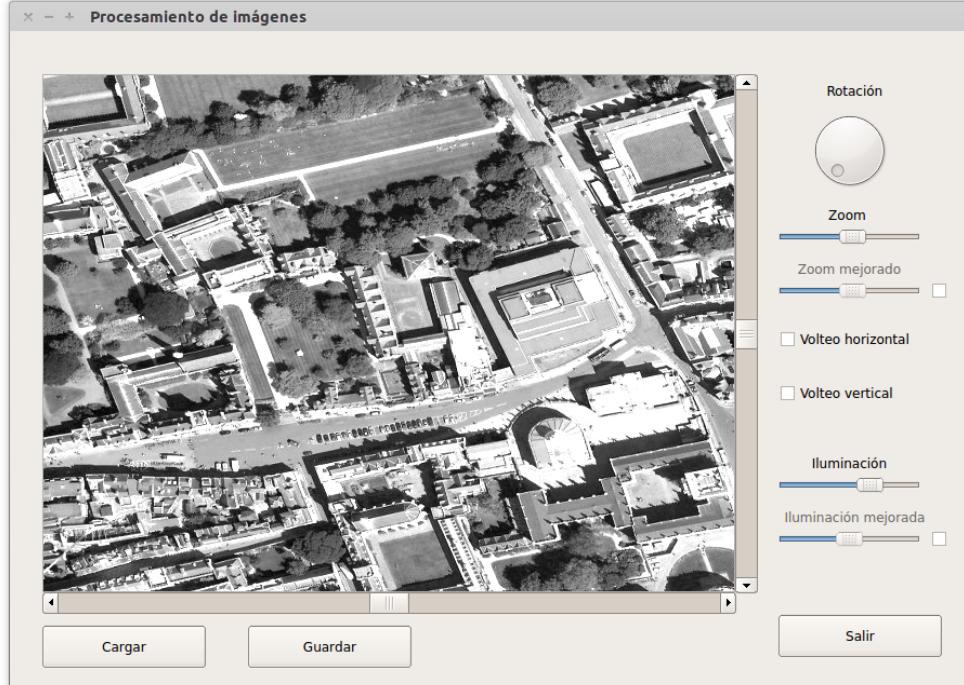 Procesamiento de imágenes
Rotación
Zoom
Zoom mejorado
Volteo horizontal
Volteo vertical
Iluminación
Iluminación mejorada
Cargar
Guardar
Salir